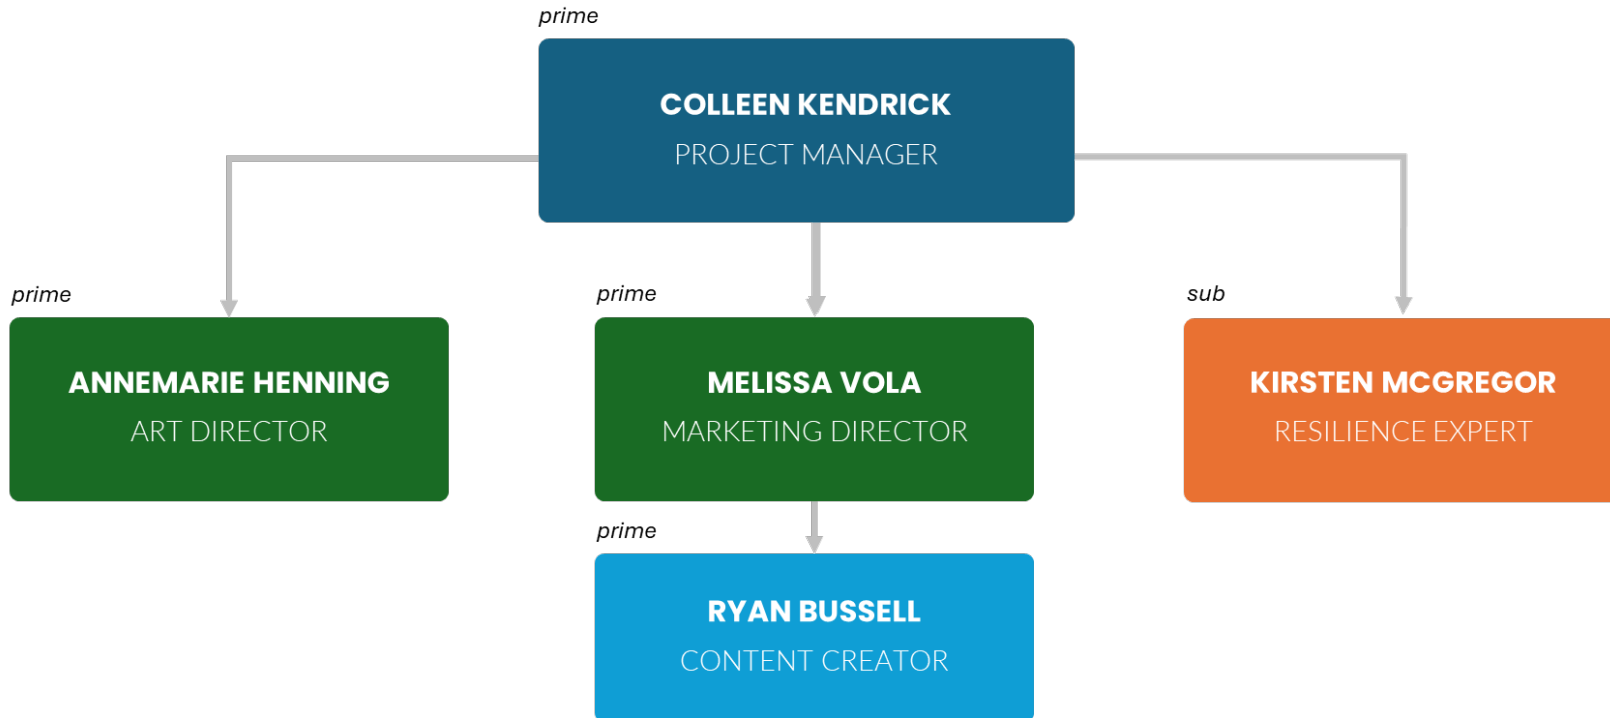 prime
COLLEEN KENDRICK
PROJECT MANAGER
prime
ANNEMARIE HENNING
ART DIRECTOR
prime
MELISSA VOLA
MARKETING DIRECTOR
sub
KIRSTEN MCGREGOR
RESILIENCE EXPERT
prime
RYAN BUSSELL
CONTENT CREATOR